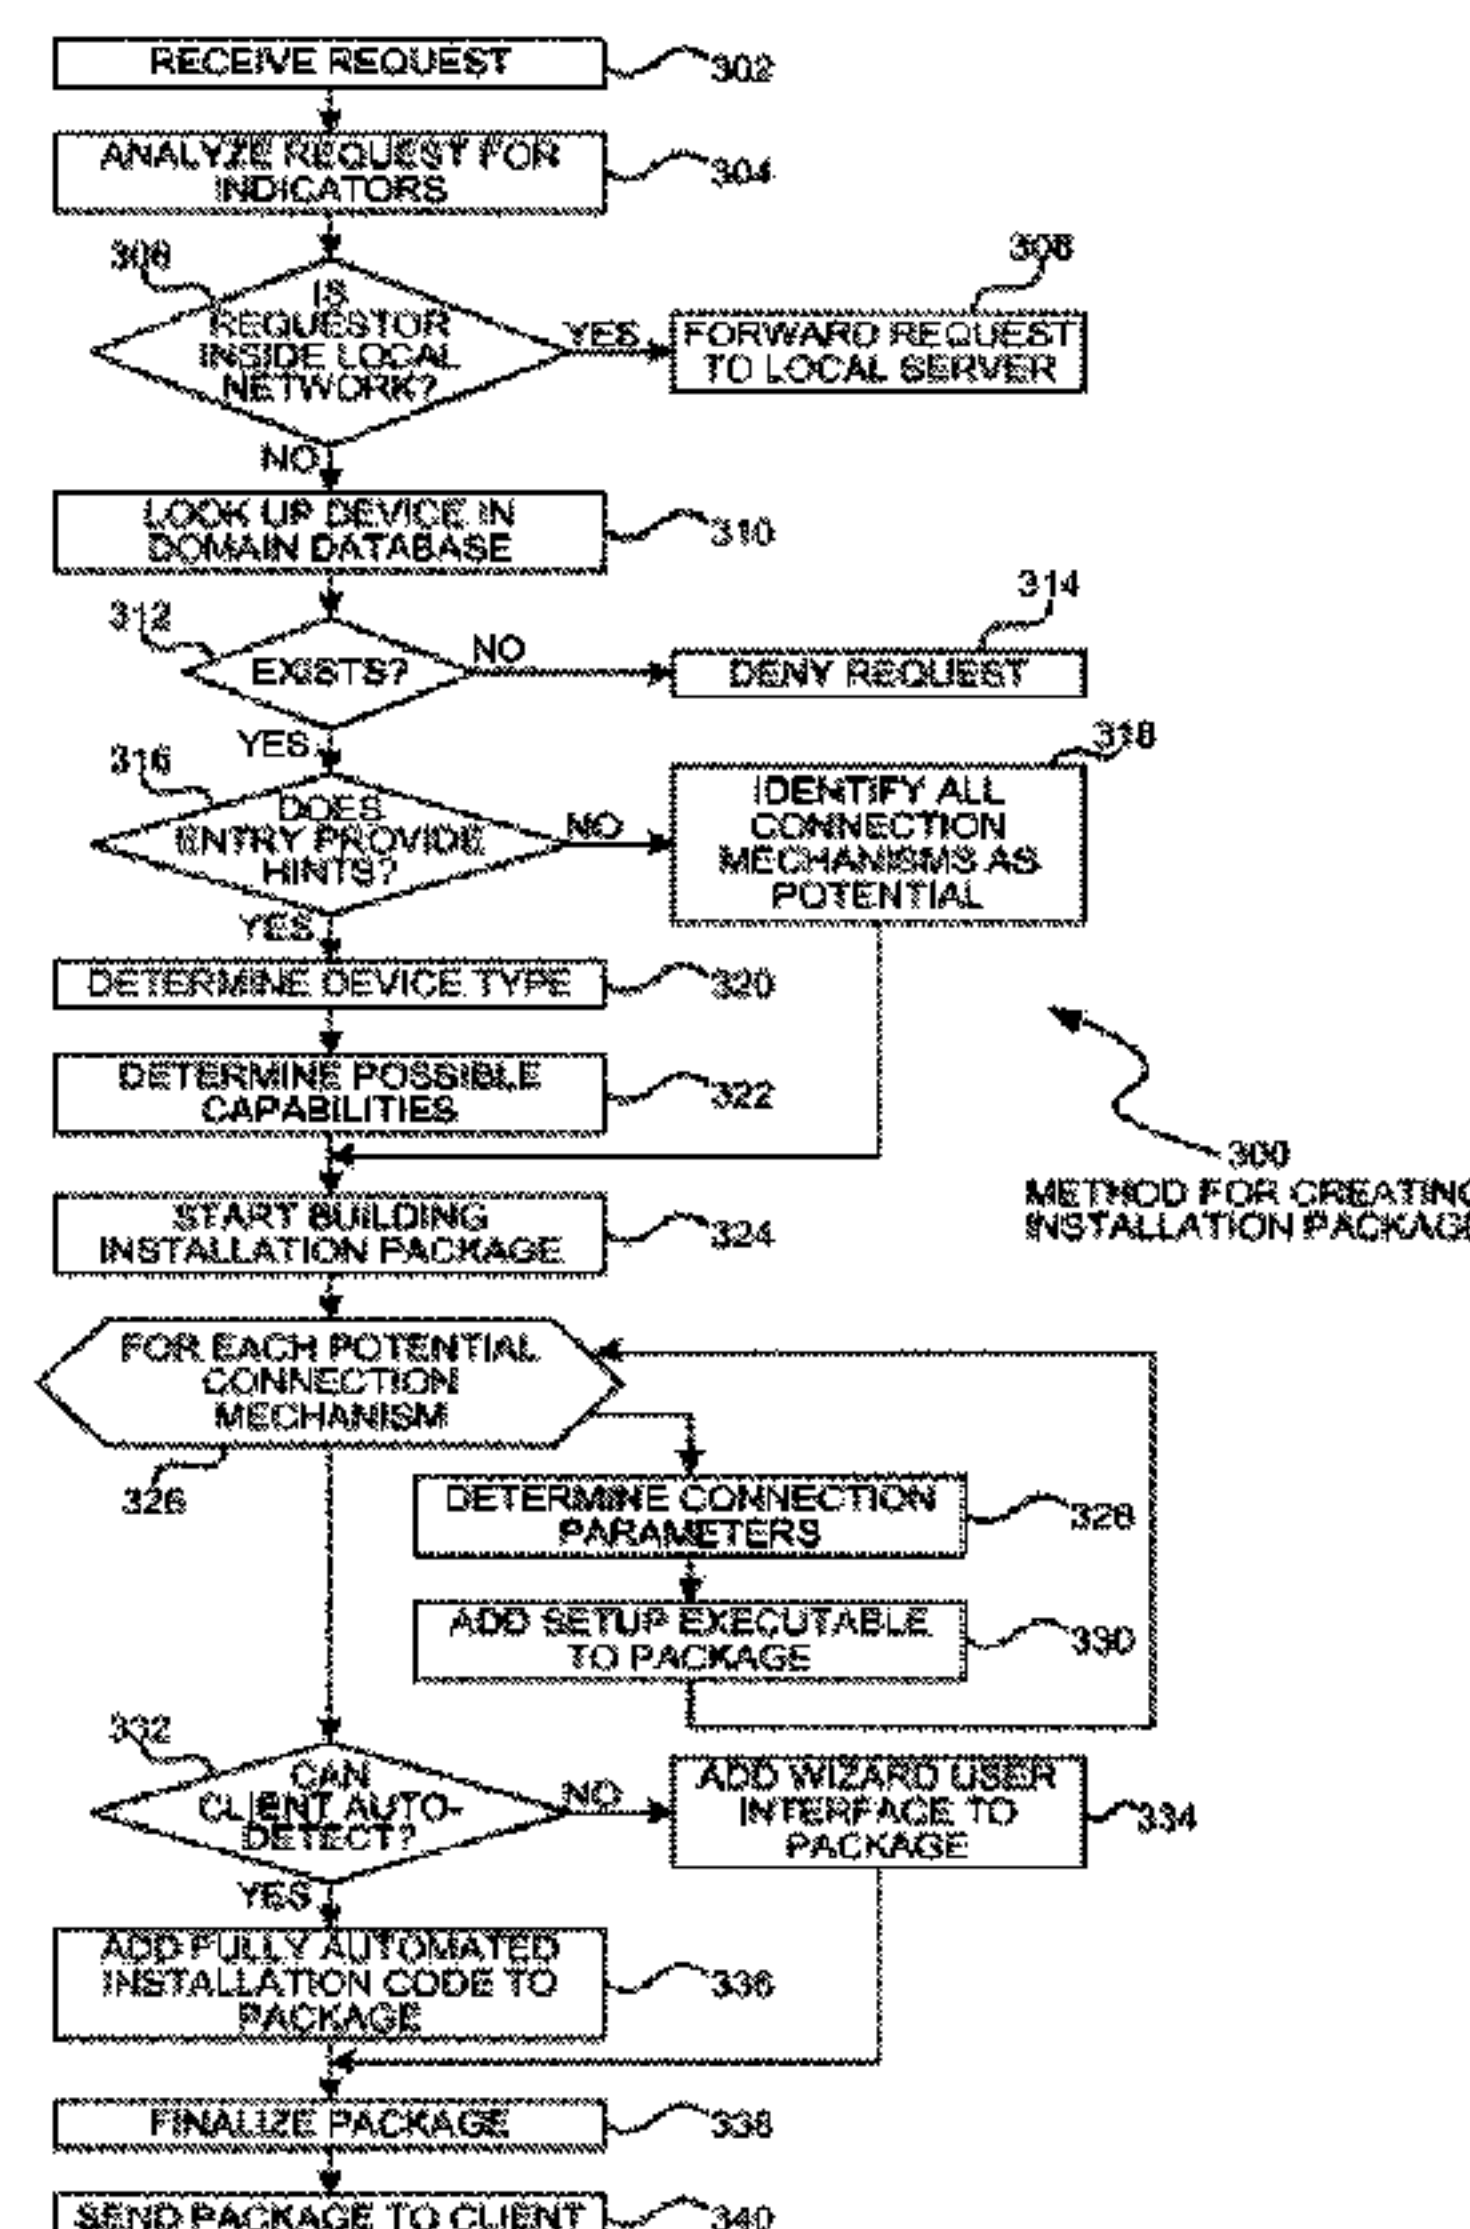 RECEIVE REQUEST
302
ANALYZE REQUEST FOR
INDICATORS
304
306
IS
REQUESTOR
INSIDE LOCAL
NETWORK?
YES
308
FORWARD REQUEST
TO LOCAL SERVER
NO
LOOK UP DEVICE IN
DOMAIN DATABASE
310
312
EXISTS?
NO
314
DENY REQUEST
YES
316
DOES
ENTRY PROVIDE
HINTS?
NO
318
IDENTIFY ALL
CONNECTION
MECHANISMS AS
POTENTIAL
YES
DETERMINE DEVICE TYPE
320
DETERMINE POSSIBLE
CAPABILITIES
322
300
METHOD FOR CREATING
INSTALLATION PACKAGE
START BUILDING
INSTALLATION PACKAGE
324
FOR EACH POTENTIAL
CONNECTION
MECHANISM
326
DETERMINE CONNECTION
PARAMETERS
328
ADD SETUP EXECUTABLE
TO PACKAGE
330
332
CAN
CLIENT AUTO-
DETECT?
NO
ADD WIZARD USER
INTERFACE TO
PACKAGE
334
YES
ADD FULLY AUTOMATED
INSTALLATION CODE TO
PACKAGE
336
FINALIZE PACKAGE
338
SEND PACKAGE TO CLIENT
340